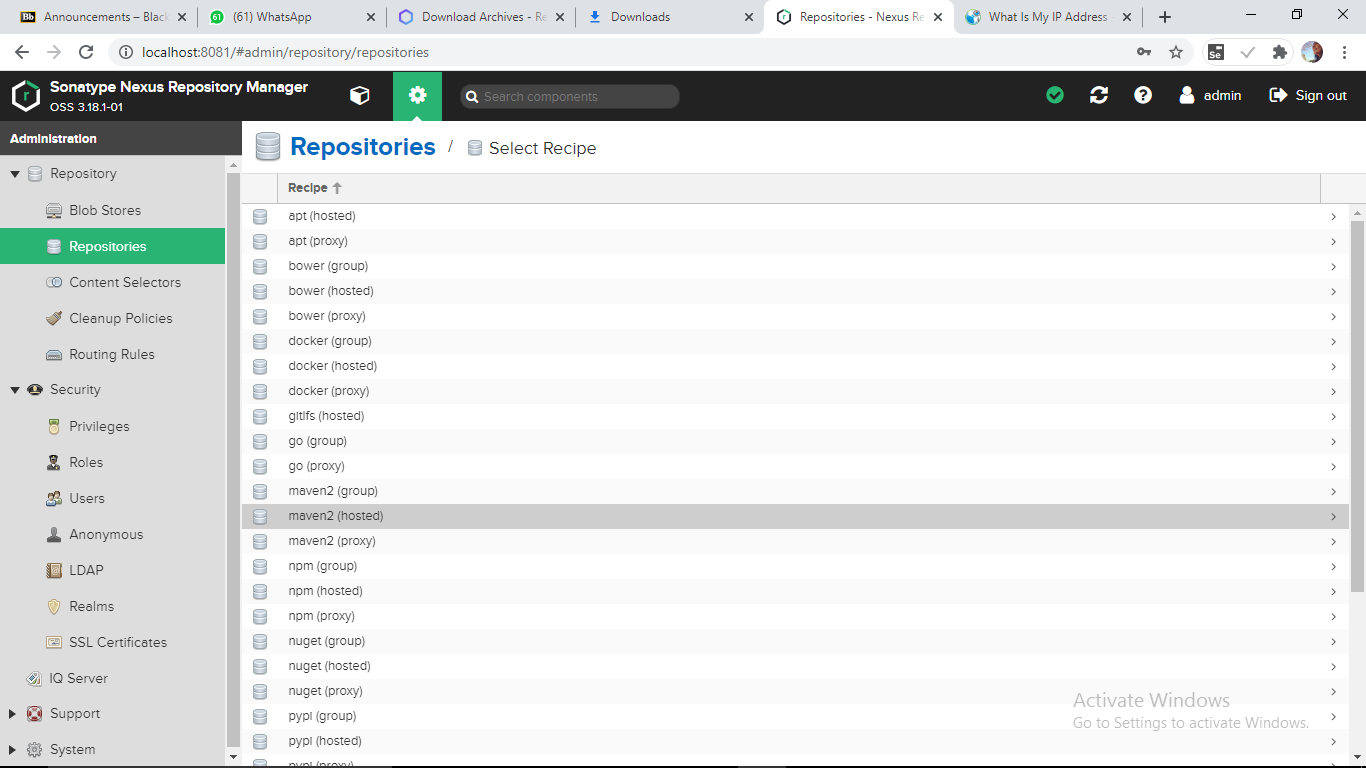 Announcements – Black
(61) WhatsApp
Download Archives - Re
Downloads
Repositories - Nexus Re
What Is My IP Address -
localhost:8081/#admin/repository/repositories
Sonatype Nexus Repository Manager
OSS 3.18.1-01
Search components
admin
Sign out
Administration
Repositories / Select Recipe
Repository
Blob Stores
Repositories
Content Selectors
Cleanup Policies
Routing Rules
Security
Privileges
Roles
Users
Anonymous
LDAP
Realms
SSL Certificates
IQ Server
Support
System
Recipe
apt (hosted)
apt (proxy)
bower (group)
bower (hosted)
bower (proxy)
docker (group)
docker (hosted)
docker (proxy)
gitlfs (hosted)
go (group)
go (proxy)
maven2 (group)
maven2 (hosted)
maven2 (proxy)
npm (group)
npm (hosted)
npm (proxy)
nuget (group)
nuget (hosted)
nuget (proxy)
pypi (group)
pypi (hosted)
pypi (proxy)
Activate Windows
Go to Settings to activate Windows.